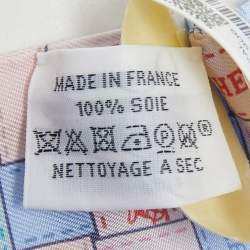 MADE IN FRANCE
100% SOIE
NETTOYAGE A SEC